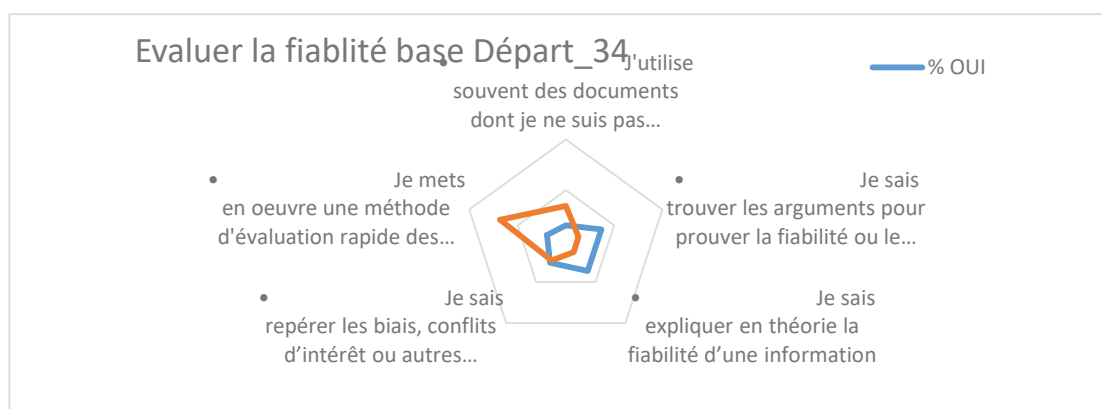 Evaluer la fiablité base Départ_34
% OUI
• J'utilise
souvent des documents
dont je ne suis pas...
• Je sais
trouver les arguments pour
prouver la fiabilité ou le...
• Je sais
expliquer en théorie la
fiabilité d’une information
• Je sais
repérer les biais, conflits
d’intérêt ou autres...
• Je mets
en oeuvre une méthode
d'évaluation rapide des...